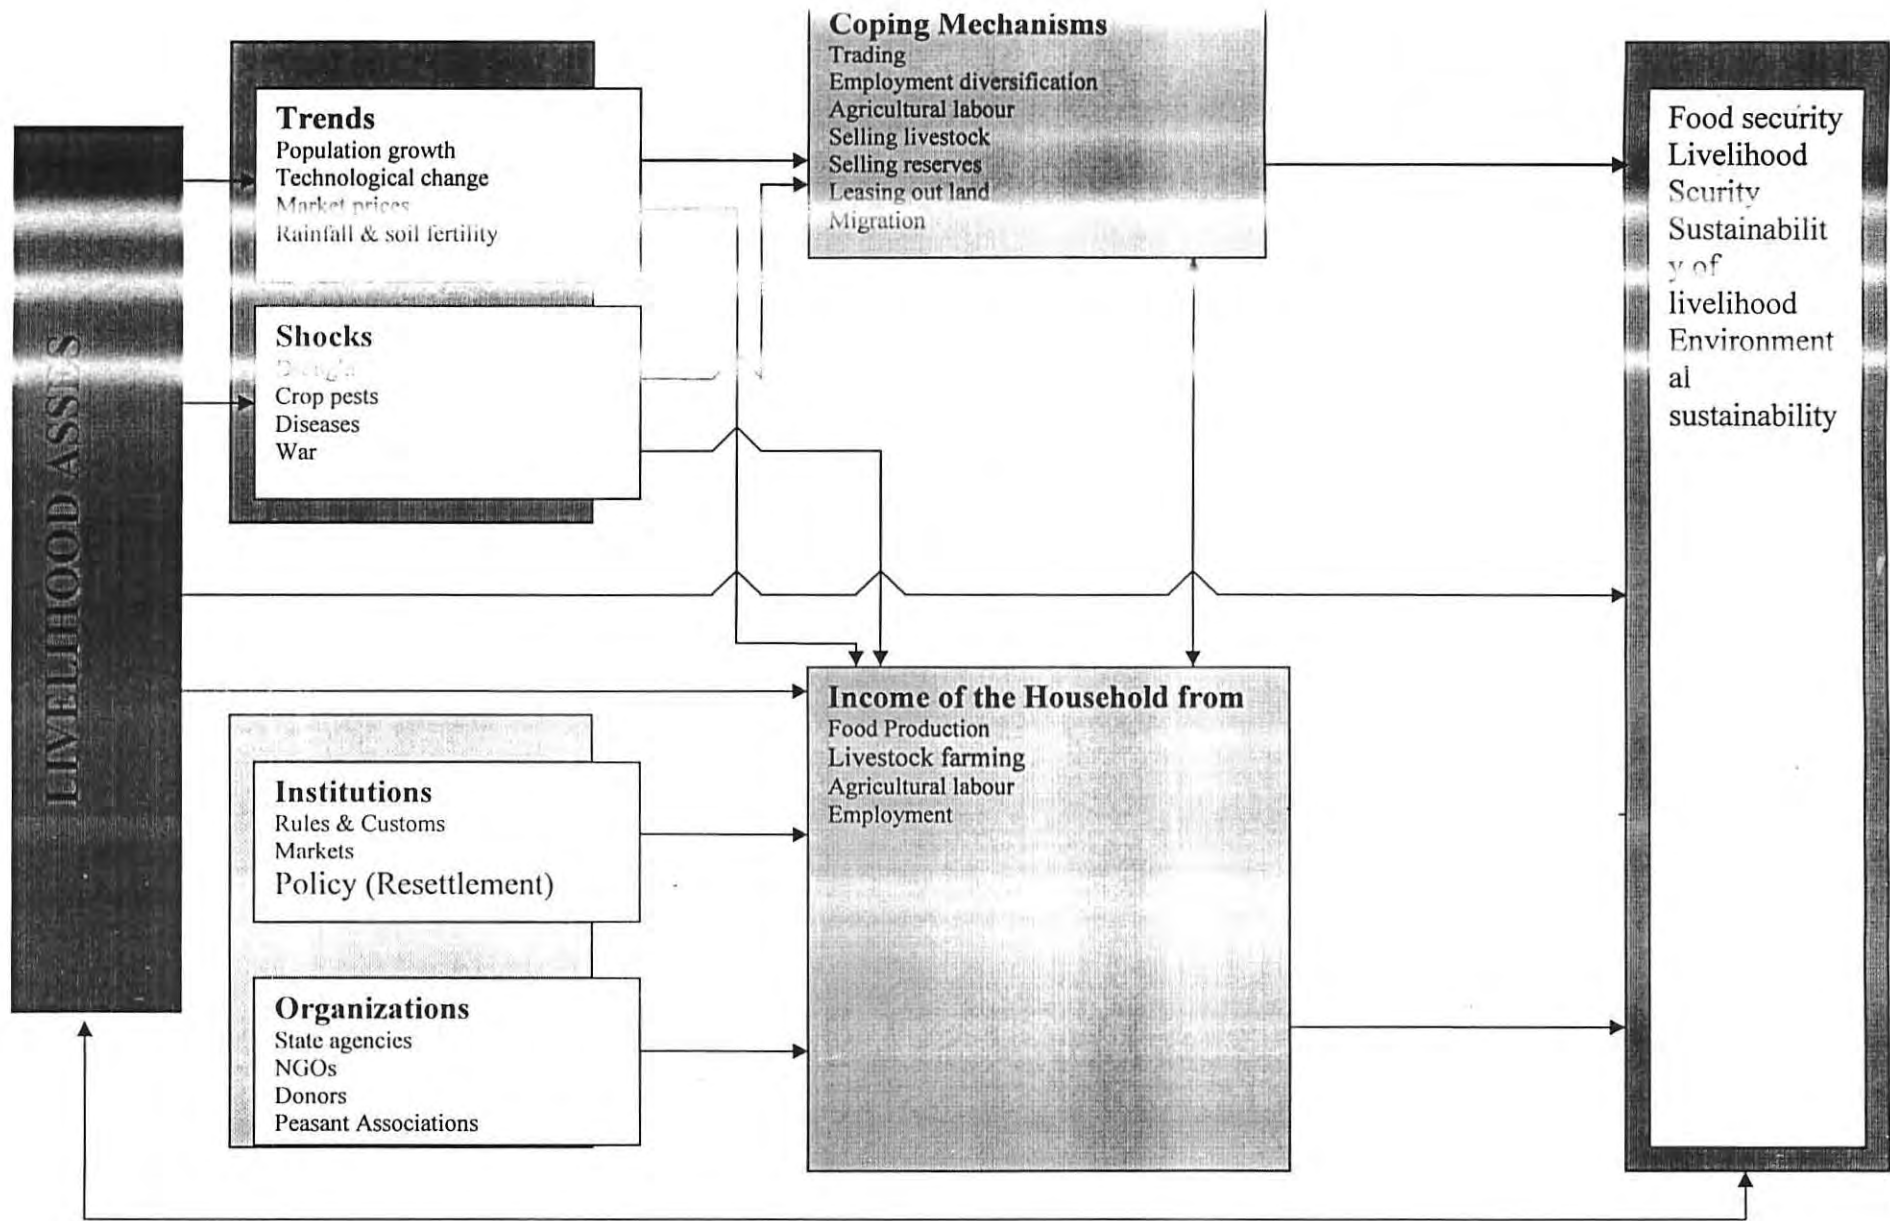 LIVELIHOOD ASSES
Trends
Population growth
Technological change
Market prices
Rainfall & soil fertility
Shocks
Crop pests
Diseases
War
Institutions
Rules & Customs
Markets
Policy (Resettlement)
Organizations
State agencies
NGOs
Donors
Peasant Associations
Coping Mechanisms
Trading
Employment diversification
Agricultural labour
Selling livestock
Selling reserves
Leasing out land
Migration
Income of the Household from
Food Production
Livestock farming
Agricultural labour
Employment
Food security
Livelihood
Scurity
Sustainabilit
y of
livelihood
Environment
al
sustainability